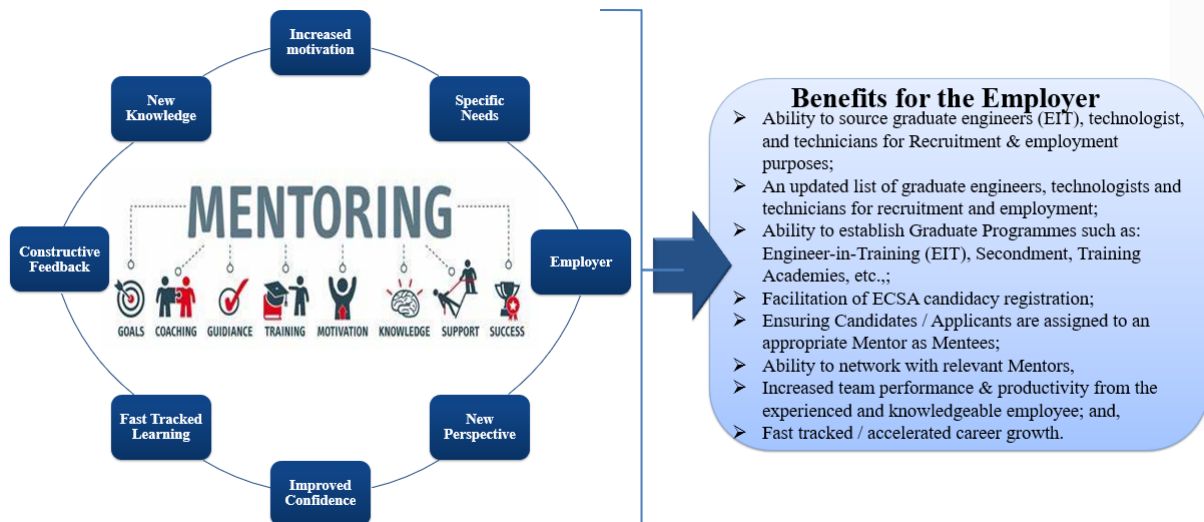 Increased
motivation
New
Knowledge
Specific
Needs
MENTORING
Constructive
Feedback
Employer
GOALS
COACHING
GUIDIANCE
TRAINING
MOTIVATION
KNOWLEDGE
SUPPORT
SUCCESS
Fast Tracked
Learning
New
Perspective
Improved
Confidence
Benefits for the Employer
➢ Ability to source graduate engineers (EIT), technologist,
and technicians for Recruitment & employment
purposes;
➢ An updated list of graduate engineers, technologists and
technicians for recruitment and employment;
➢ Ability to establish Graduate Programmes such as:
Engineer-in-Training (EIT), Secondment, Training
Academies, etc.,;
➢ Facilitation of ECSA candidacy registration;
➢ Ensuring Candidates / Applicants are assigned to an
appropriate Mentor as Mentees;
➢ Ability to network with relevant Mentors,
➢ Increased team performance & productivity from the
experienced and knowledgeable employee; and,
➢ Fast tracked / accelerated career growth.